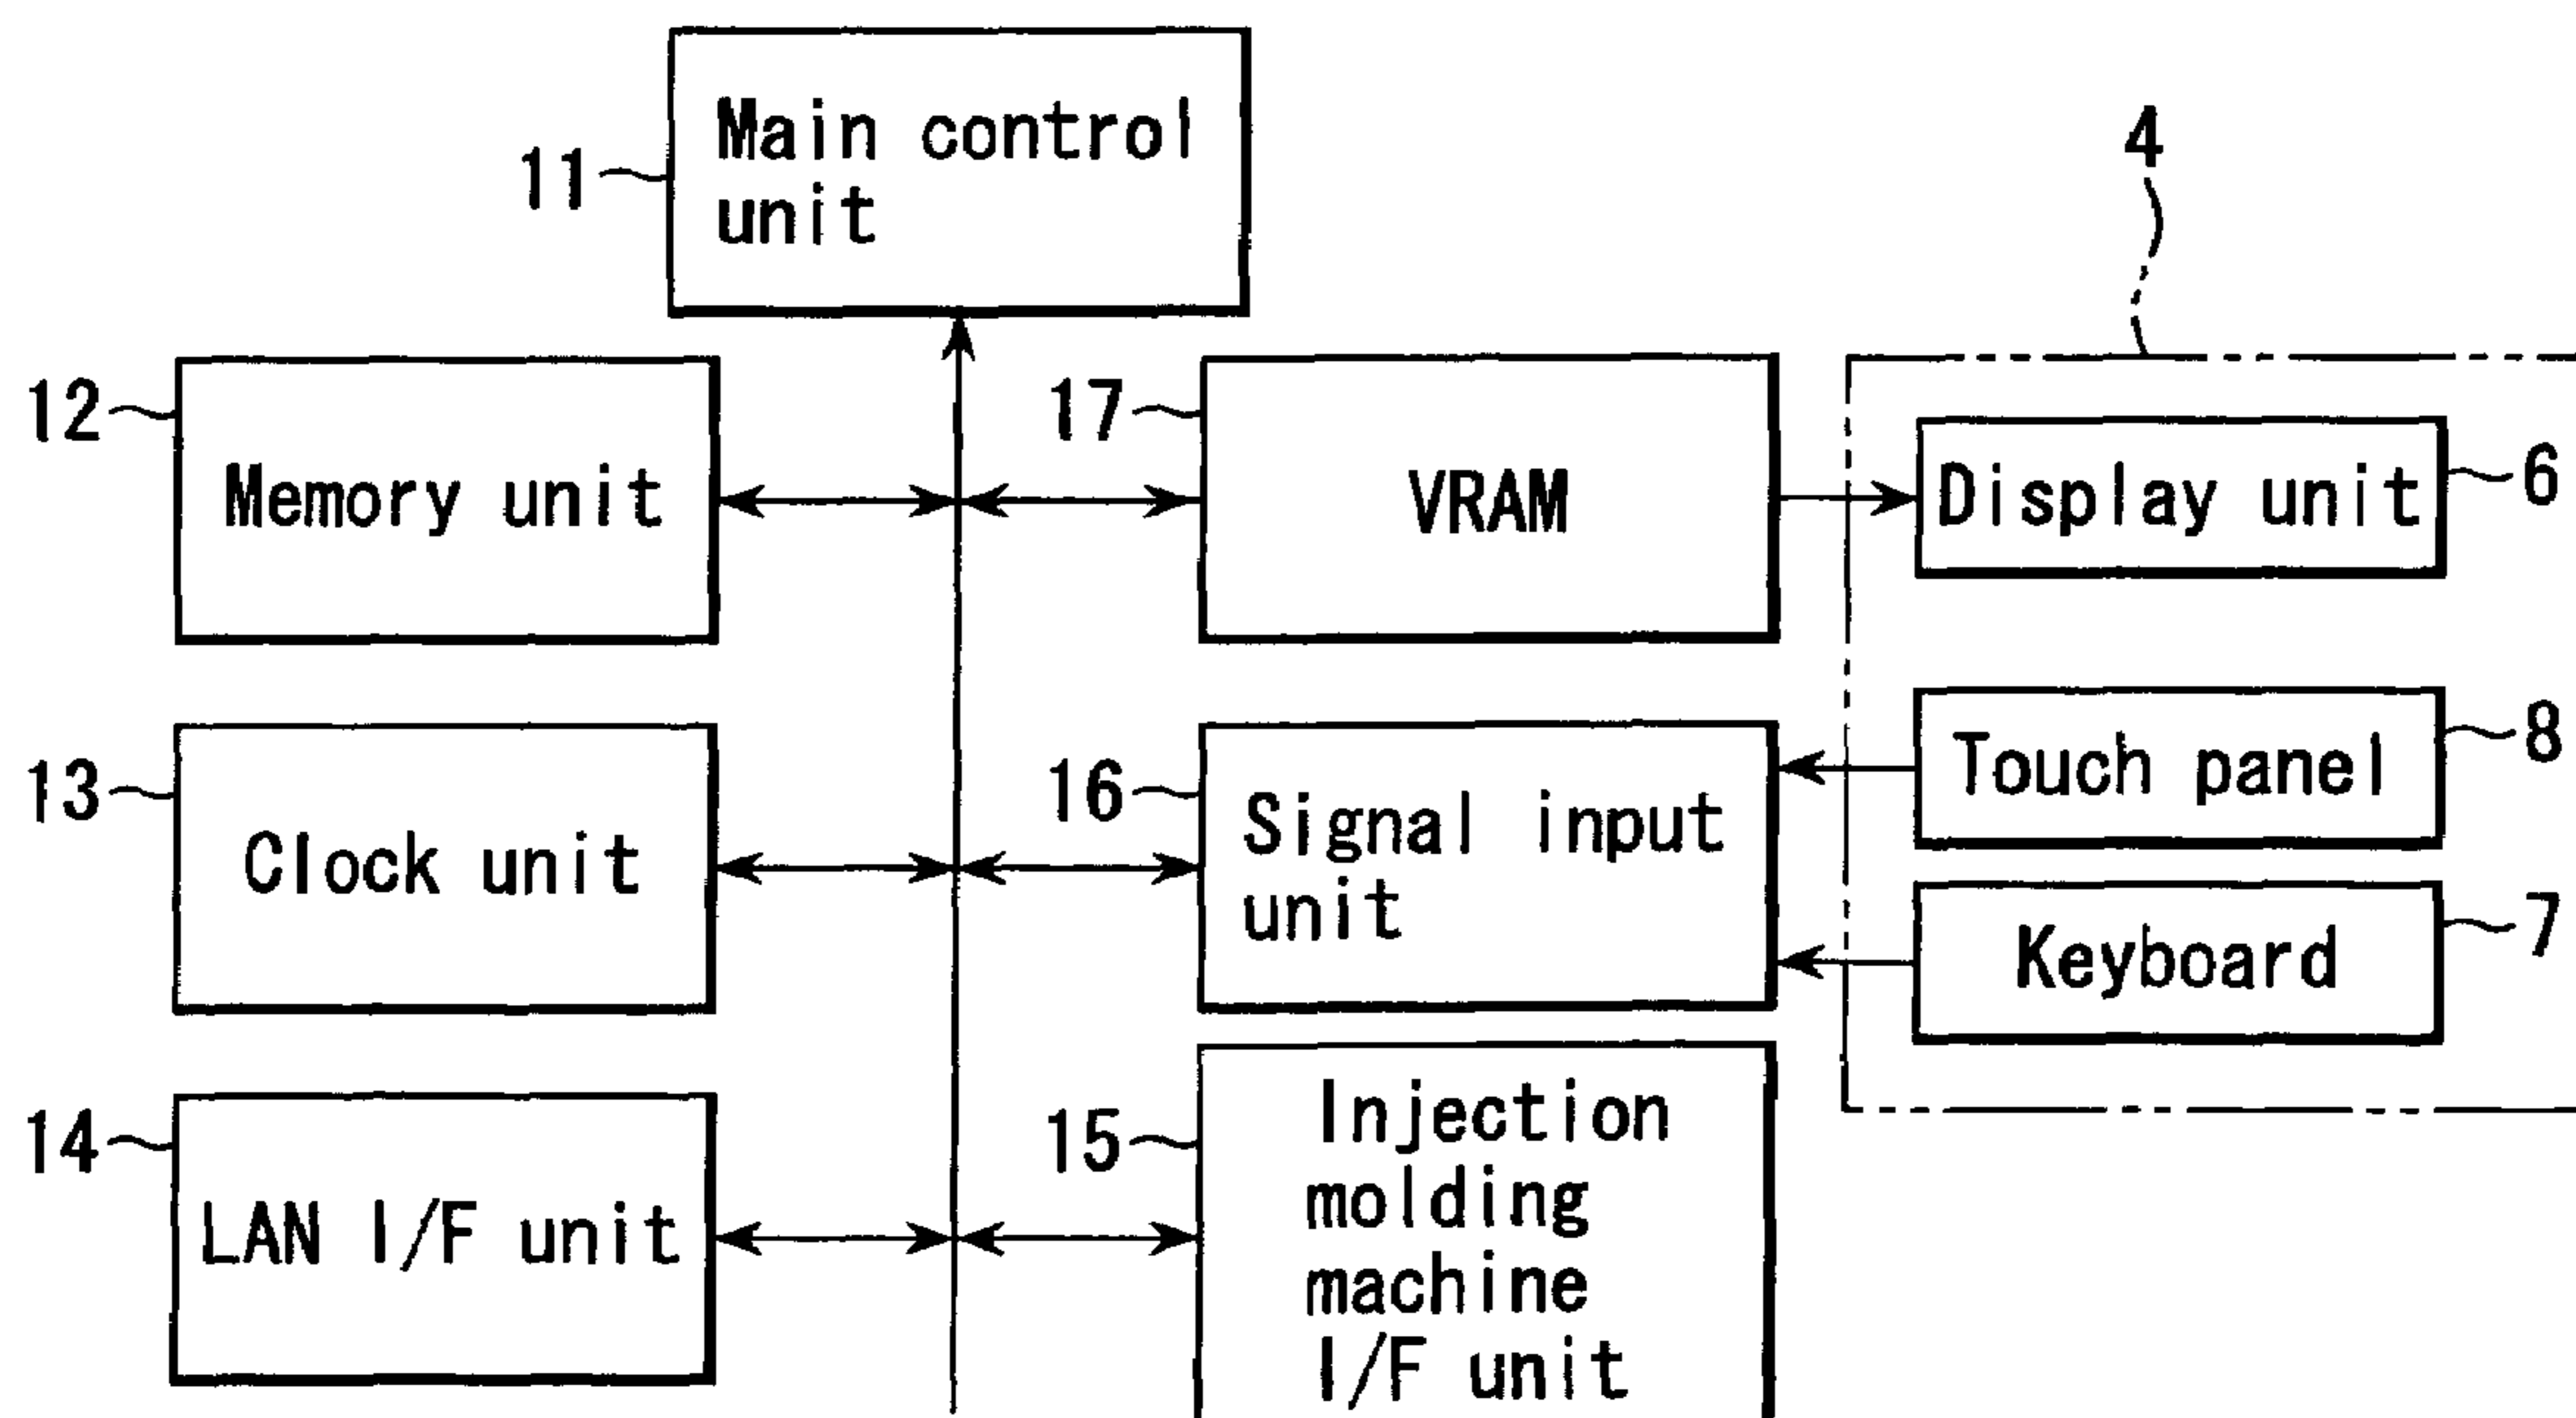 11
Main control
unit
4
12
Memory unit
17
VRAM
Display unit
6
13
Clock unit
16
Signal input
unit
Touch panel
8
Keyboard
7
14
LAN I/F unit
15
Injection
molding
machine
I/F unit